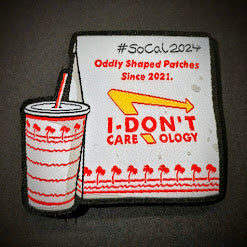 #SoCal2024
Oddly Shaped Patches
Since 2021.
I-DON'T
CARE OLOGY